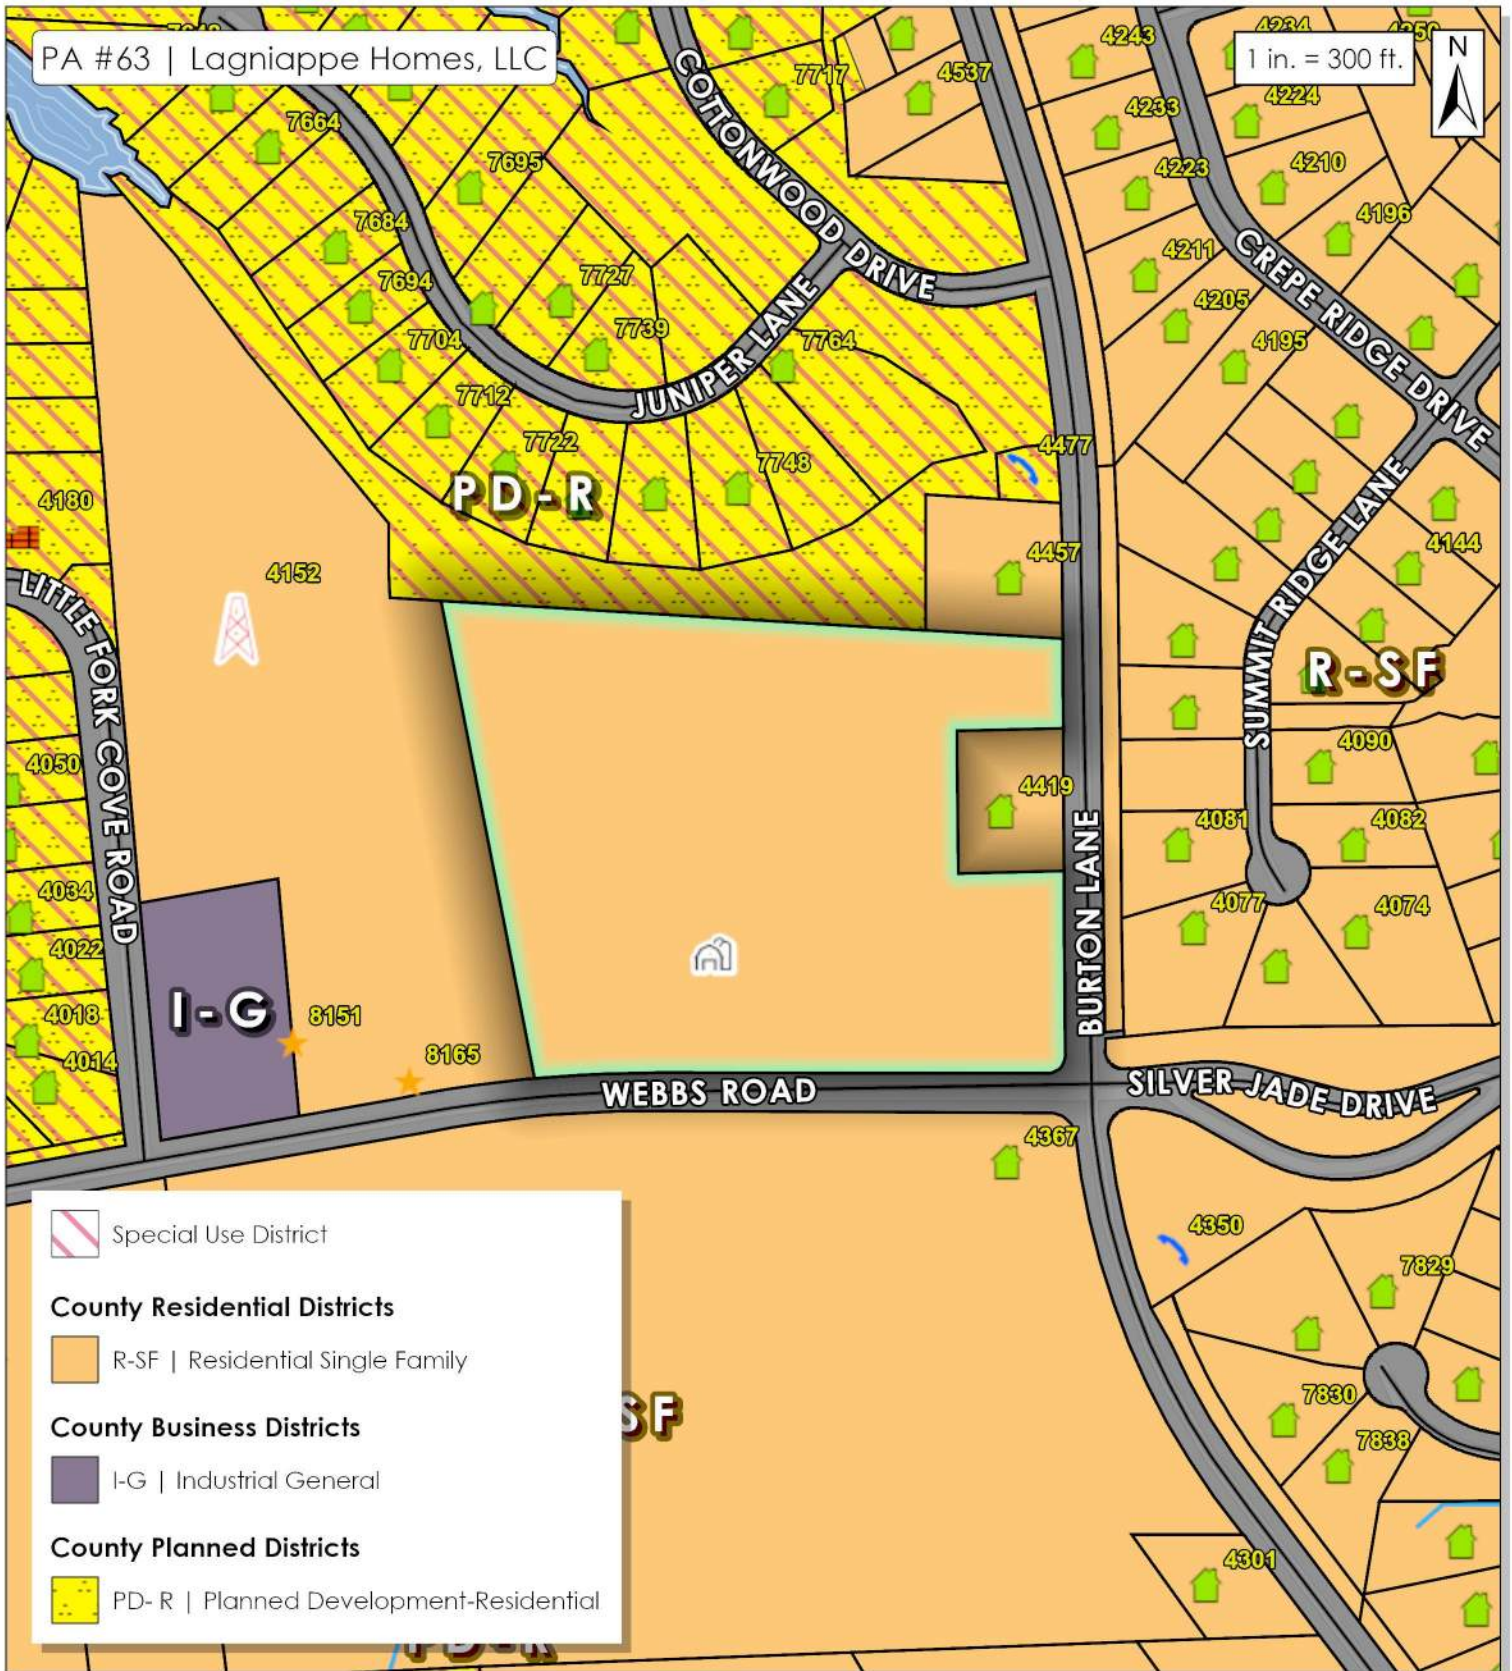 PA #63 | Lagniappe Homes, LLC
1 in. = 300 ft.
N
4243
4234
4250
7717
4537
4233
4224
7664
COTTONWOOD DRIVE
7695
4223
4210
7684
4196
4211
7694
7727
4205
CREPE RIDGE DRIVE
7704
7739
JUNIPER LANE
7764
4195
7712
7722
7748
4477
PD-R
4180
4152
4457
4144
SUMMIT RIDGE LANE
R-SF
LITTLE FORK COVE ROAD
4050
4419
4090
4081
4082
4034
4022
4077
4074
BURTON LANE
I-G
8151
4018
8165
4014
WEBBS ROAD
SILVER JADE DRIVE
4367
4350
7829
Special Use District
County Residential Districts
R-SF | Residential Single Family
7830
SF
County Business Districts
7838
I-G | Industrial General
County Planned Districts
4301
PD- R | Planned Development-Residential